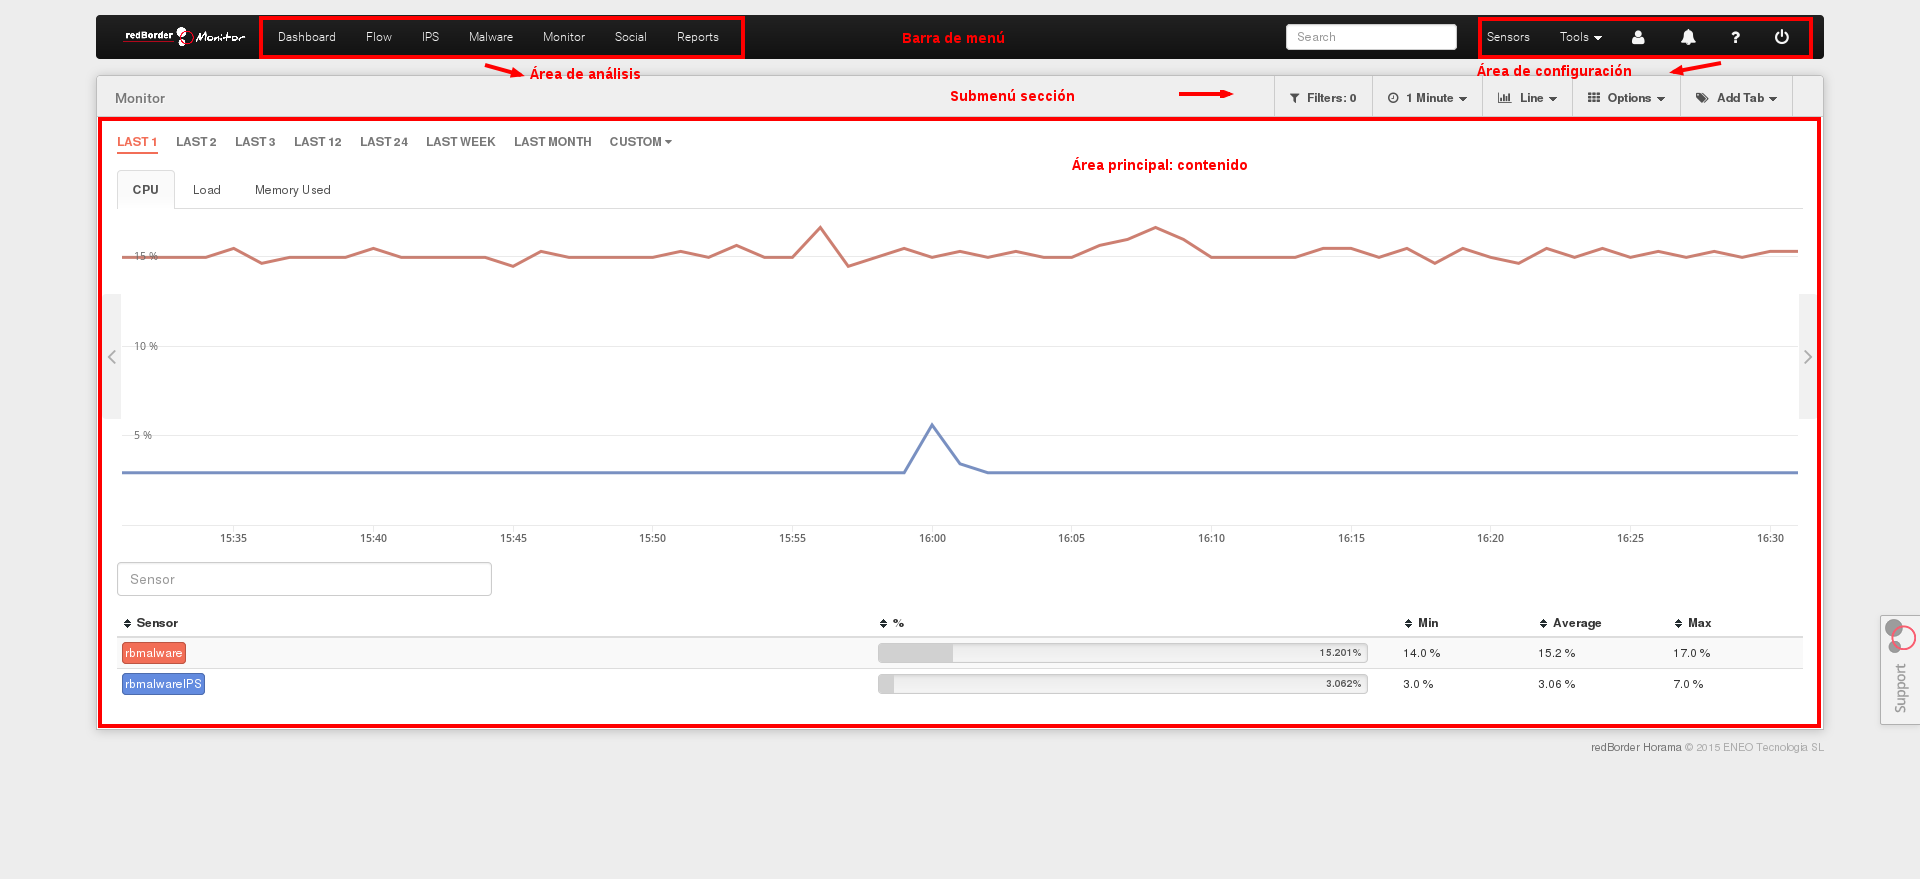 redBorder Monitor Dashboard Flow IPS Malware Monitor Social Reports Barra de menú Search Sensors Tools ?
Área de análisis Área de configuración
Monitor Submenú sección Filters: 0 1 Minute Line Options Add Tab
LAST 1 LAST 2 LAST 3 LAST 12 LAST 24 LAST WEEK LAST MONTH CUSTOM
Área principal: contenido
CPU Load Memory Used
15 %
10 %
5 %
15:35 15:40 15:45 15:50 15:55 16:00 16:05 16:10 16:15 16:20 16:25 16:30
Sensor
Sensor % Min Average Max
rbmalware 15.201% 14.0 % 15.2 % 17.0 %
rbmalwareIPS 3.062% 3.0 % 3.06 % 7.0 %
Support
redBorder Horama © 2015 ENEO Tecnología SL